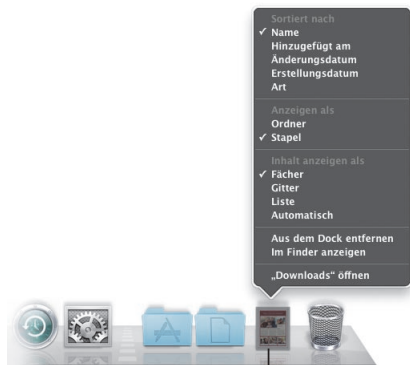 Sortiert nach
✓ Name
Hinzugefügt am
Änderungsdatum
Erstellungsdatum
Art
Anzeigen als
Ordner
✓ Stapel
Inhalt anzeigen als
✓ Fächer
Gitter
Liste
Automatisch
Aus dem Dock entfernen
Im Finder anzeigen
„Downloads“ öffnen